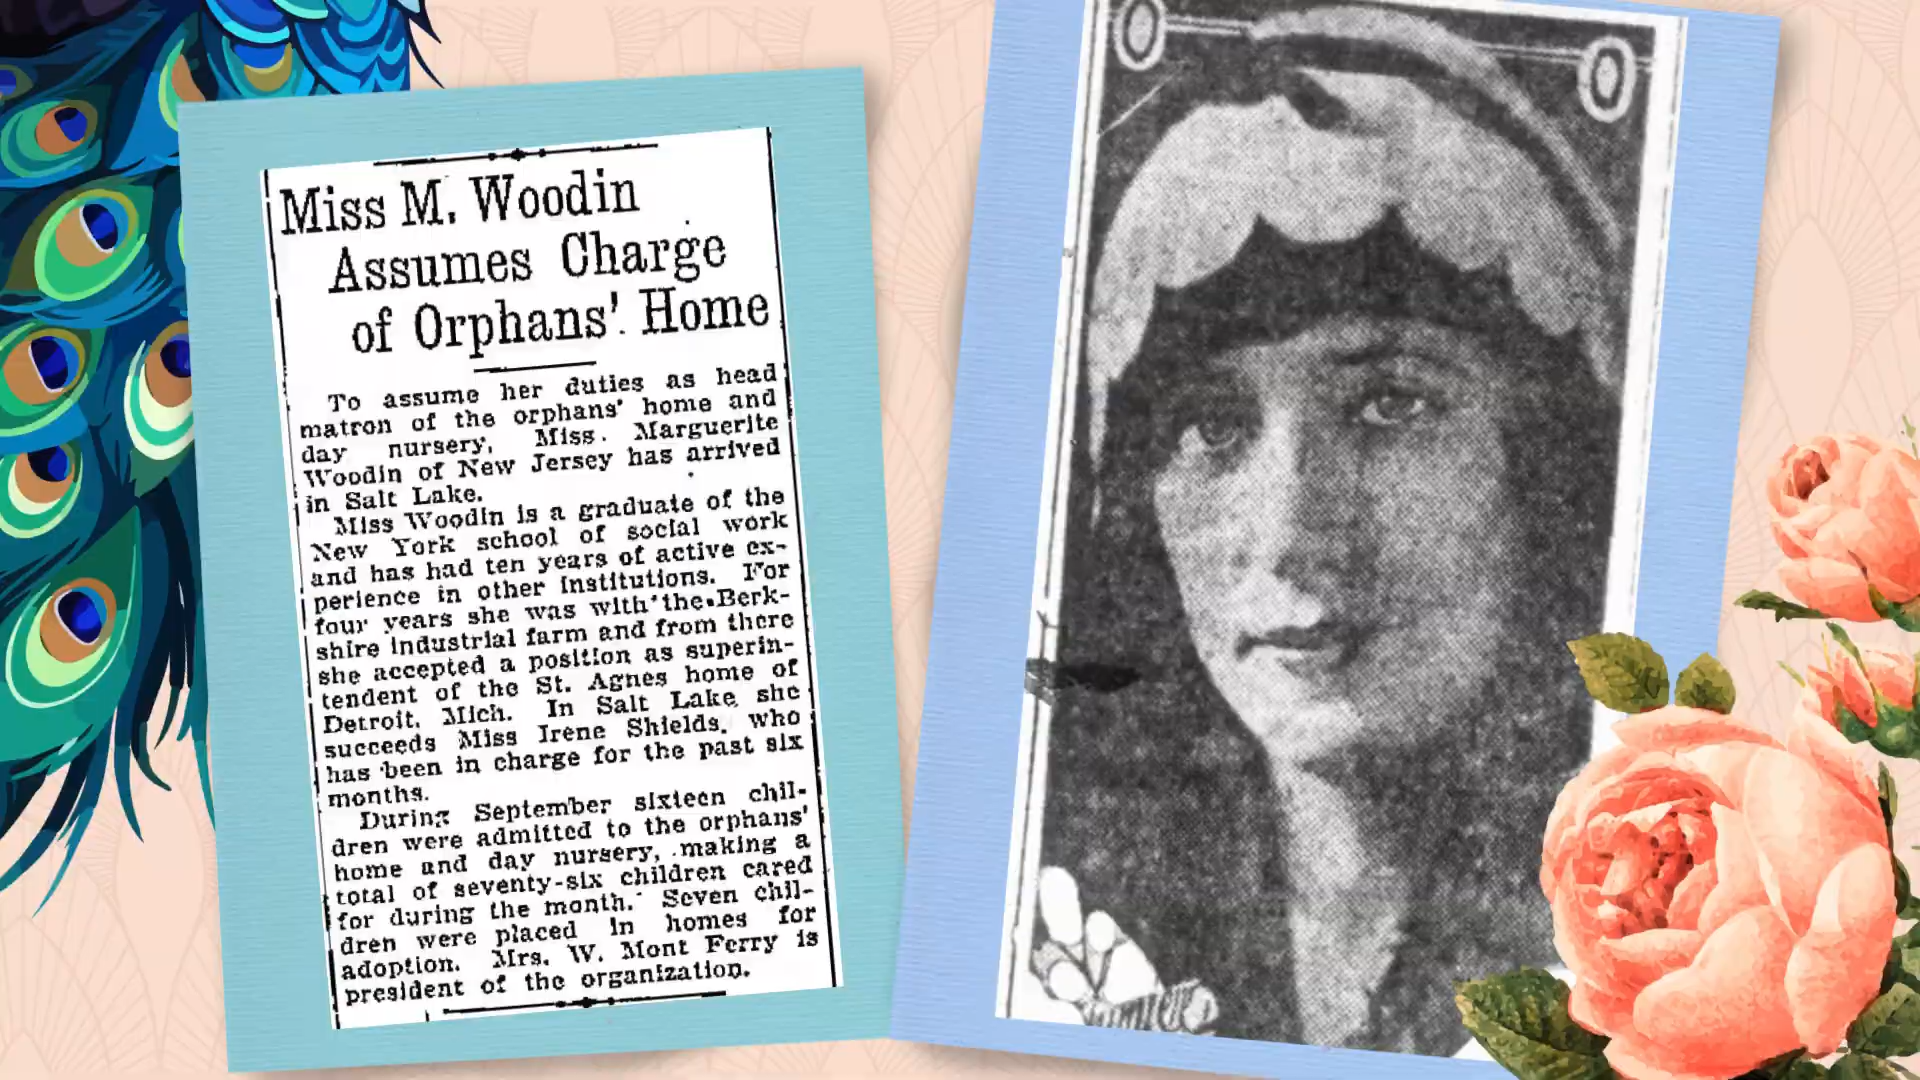 Miss M. Woodin
Assumes Charge
of Orphans' Home
To assume her duties as head
matron of the orphans' home and
day nursery, Miss. Marguerite
Woodin of New Jersey has arrived
in Salt Lake.
Miss Woodin is a graduate of the
New York school of social work
and has had ten years of active ex-
perience in other institutions. For
four years she was with the Berk-
shire industrial farm and from there
she accepted a position as superin-
tendent of the St. Agnes home of
Detroit, Mich. In Salt Lake she
succeeds Miss Irene Shields, who
has been in charge for the past six
months.
During September sixteen chil-
dren were admitted to the orphans'
home and day nursery, making a
total of seventy-six children cared
for during the month. Seven chil-
dren were placed in homes for
adoption. Mrs. W. Mont Ferry is
president of the organization.